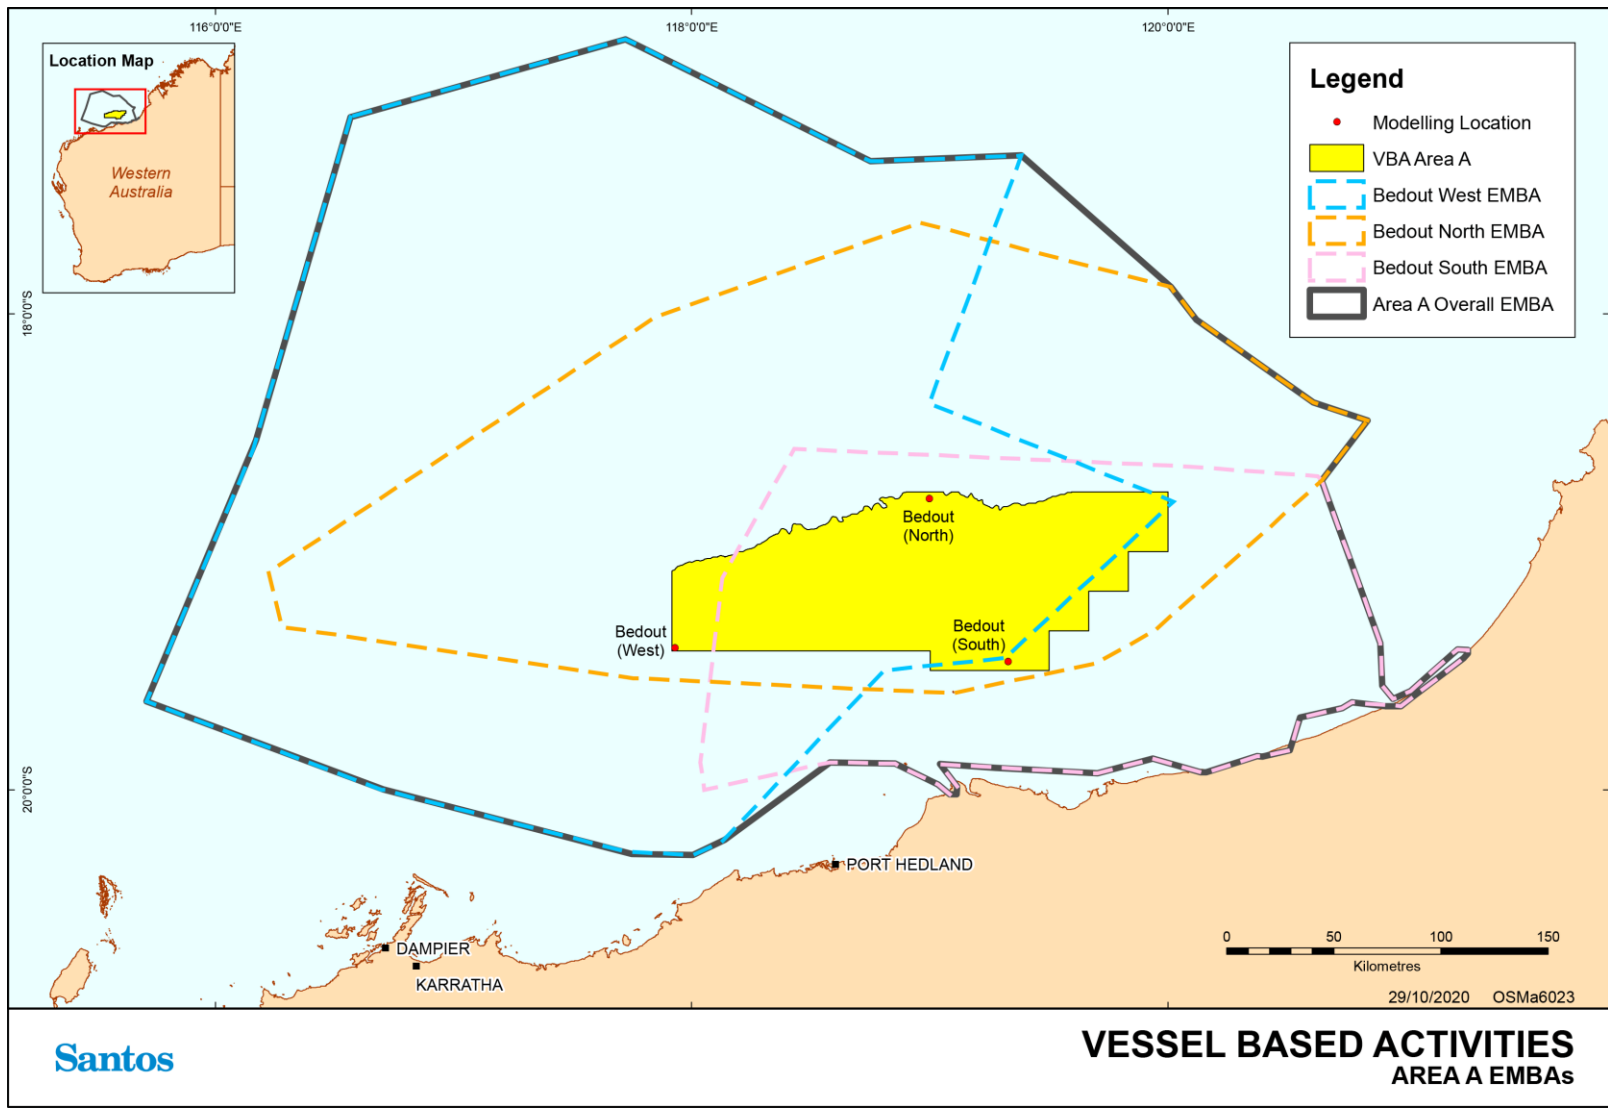 116°0'0"E
118°0'0"E
120°0'0"E
Location Map
Western
Australia
Legend
Modelling Location
VBA Area A
Bedout West EMBA
Bedout North EMBA
Bedout South EMBA
Area A Overall EMBA
18°0'0"S
20°0'0"S
Bedout
(North)
Bedout
(West)
Bedout
(South)
PORT HEDLAND
DAMPIER
KARRATHA
0 50 100 150
Kilometres
29/10/2020 OSMa6023
Santos
VESSEL BASED ACTIVITIES
AREA A EMBAs